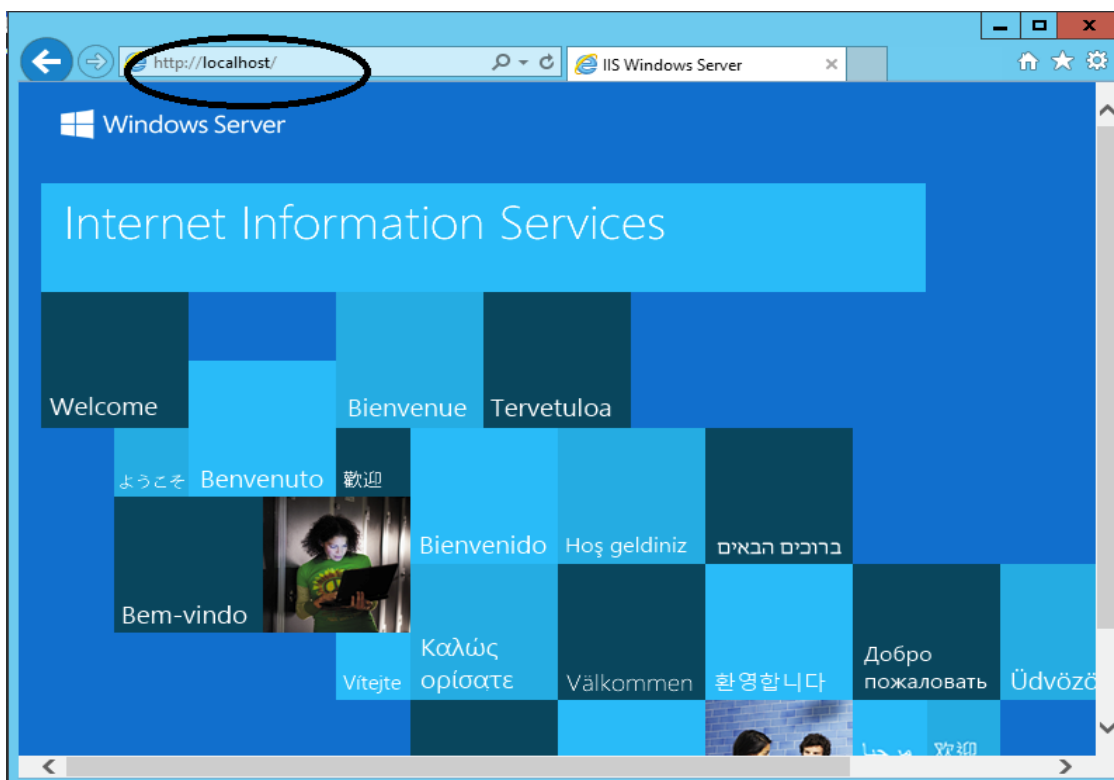 http://localhost/
IIS Windows Server
Windows Server
Internet Information Services
Welcome
Bienvenue
Tervetuloa
ようこそ
Benvenuto
歡迎
Bienvenido
Hoş geldiniz
ברוכים הבאים
Bem-vindo
Vítejte
Καλώς
ορίσατε
Välkommen
환영합니다
Добро
пожаловать